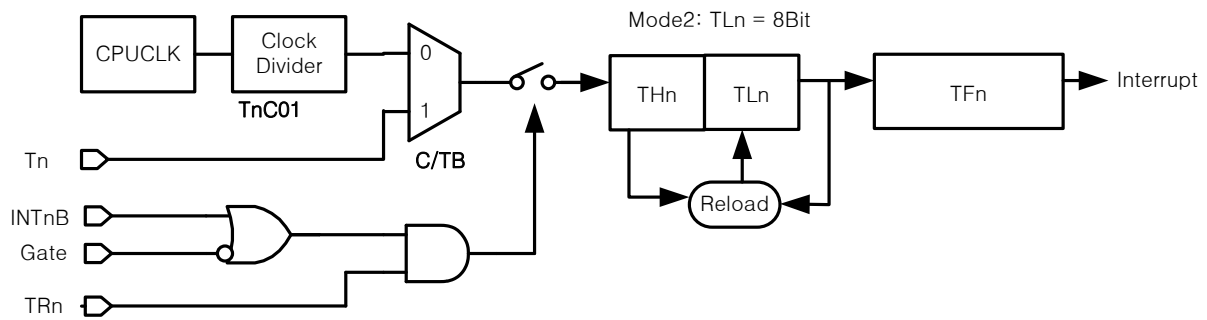 Mode2: TLn = 8Bit
CPUCLK
Clock
Divider
TnC01
0
1
C/TB
THn
TLn
TFn
Interrupt
Reload
Tn
INTnB
Gate
TRn